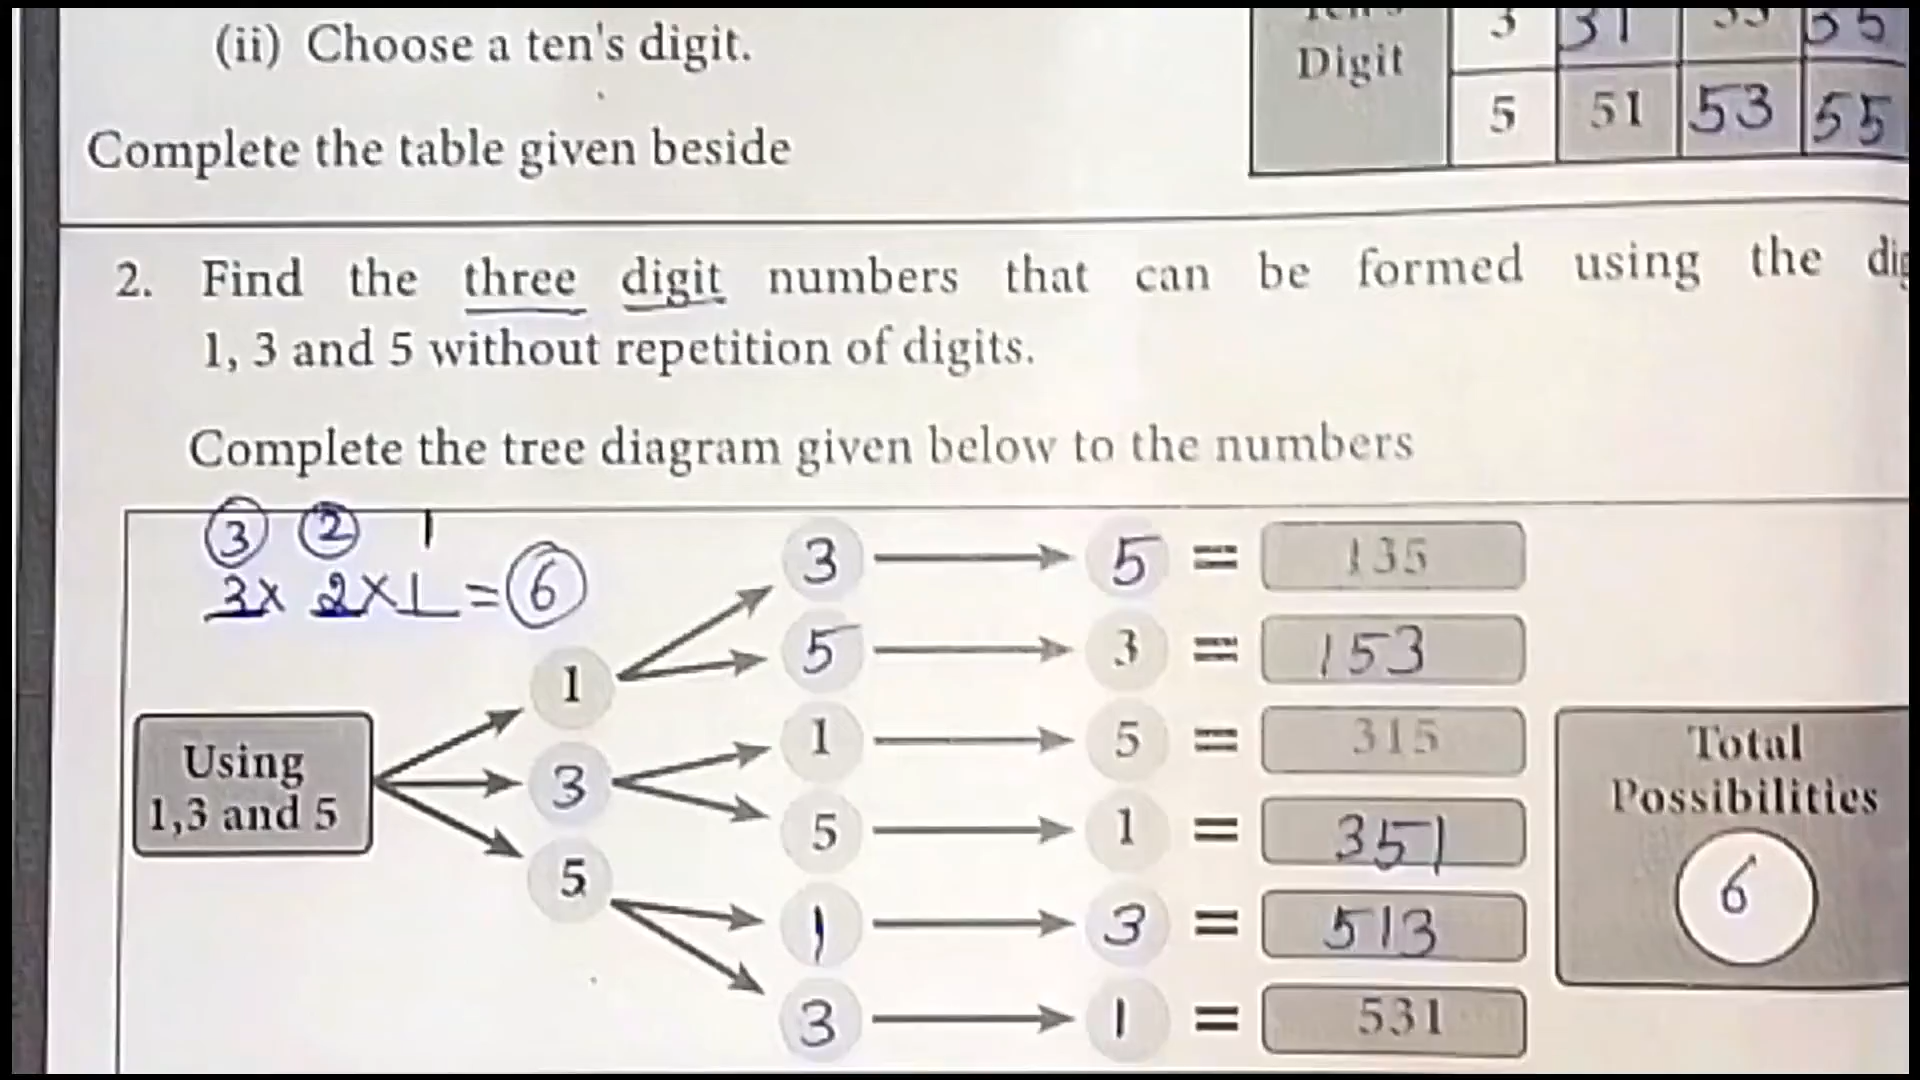 (ii) Choose a ten's digit.
Complete the table given beside
Digit 3 31 35
5 51 53 55
2. Find the three digit numbers that can be formed using the
1, 3 and 5 without repetition of digits.
Complete the tree diagram given below to the numbers
3 2 1
3 x 2 x 1 = 6
3 5 = 135
5 3 = 153
1
1 5 = 315
Using
1,3 and 5
3
5 1 = 351
5
1 3 = 513
3 1 = 531
Total
Possibilities
6